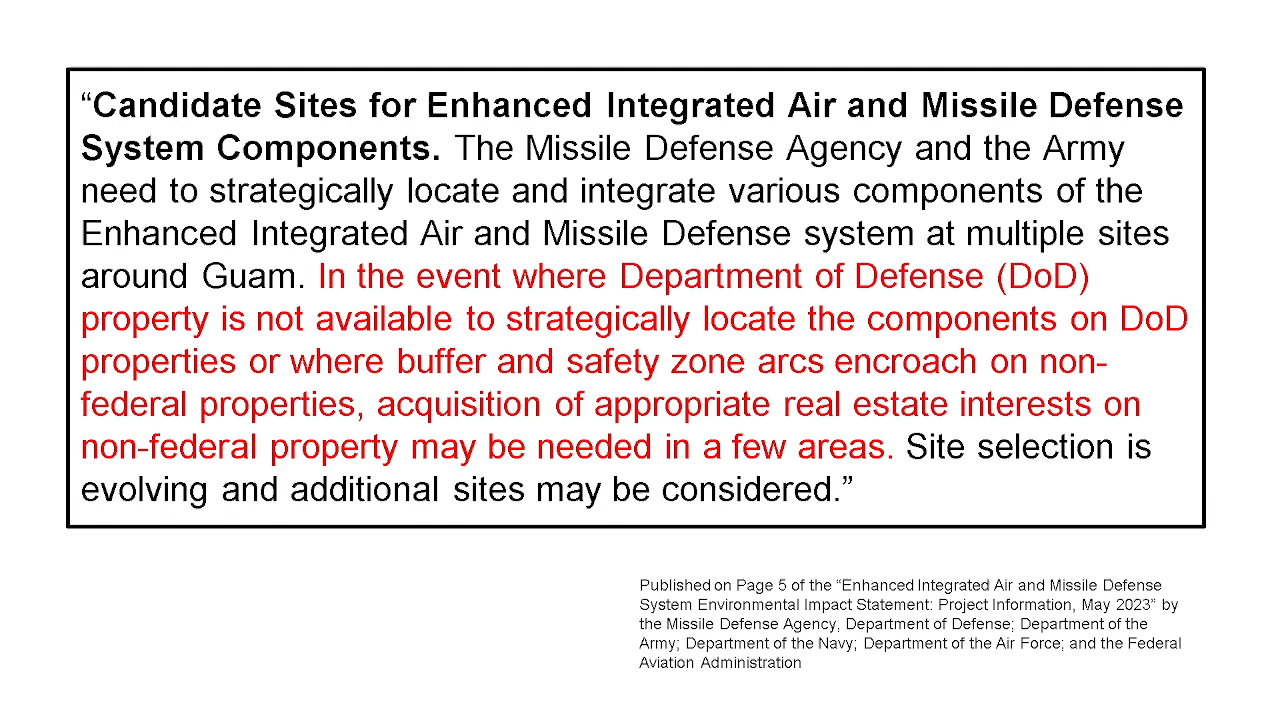 “Candidate Sites for Enhanced Integrated Air and Missile Defense
System Components. The Missile Defense Agency and the Army
need to strategically locate and integrate various components of the
Enhanced Integrated Air and Missile Defense system at multiple sites
around Guam. In the event where Department of Defense (DoD)
property is not available to strategically locate the components on DoD
properties or where buffer and safety zone arcs encroach on non-
federal properties, acquisition of appropriate real estate interests on
non-federal property may be needed in a few areas. Site selection is
evolving and additional sites may be considered.”
Published on Page 5 of the “Enhanced Integrated Air and Missile Defense
System Environmental Impact Statement: Project Information, May 2023” by
the Missile Defense Agency, Department of Defense; Department of the
Army; Department of the Navy; Department of the Air Force; and the Federal
Aviation Administration